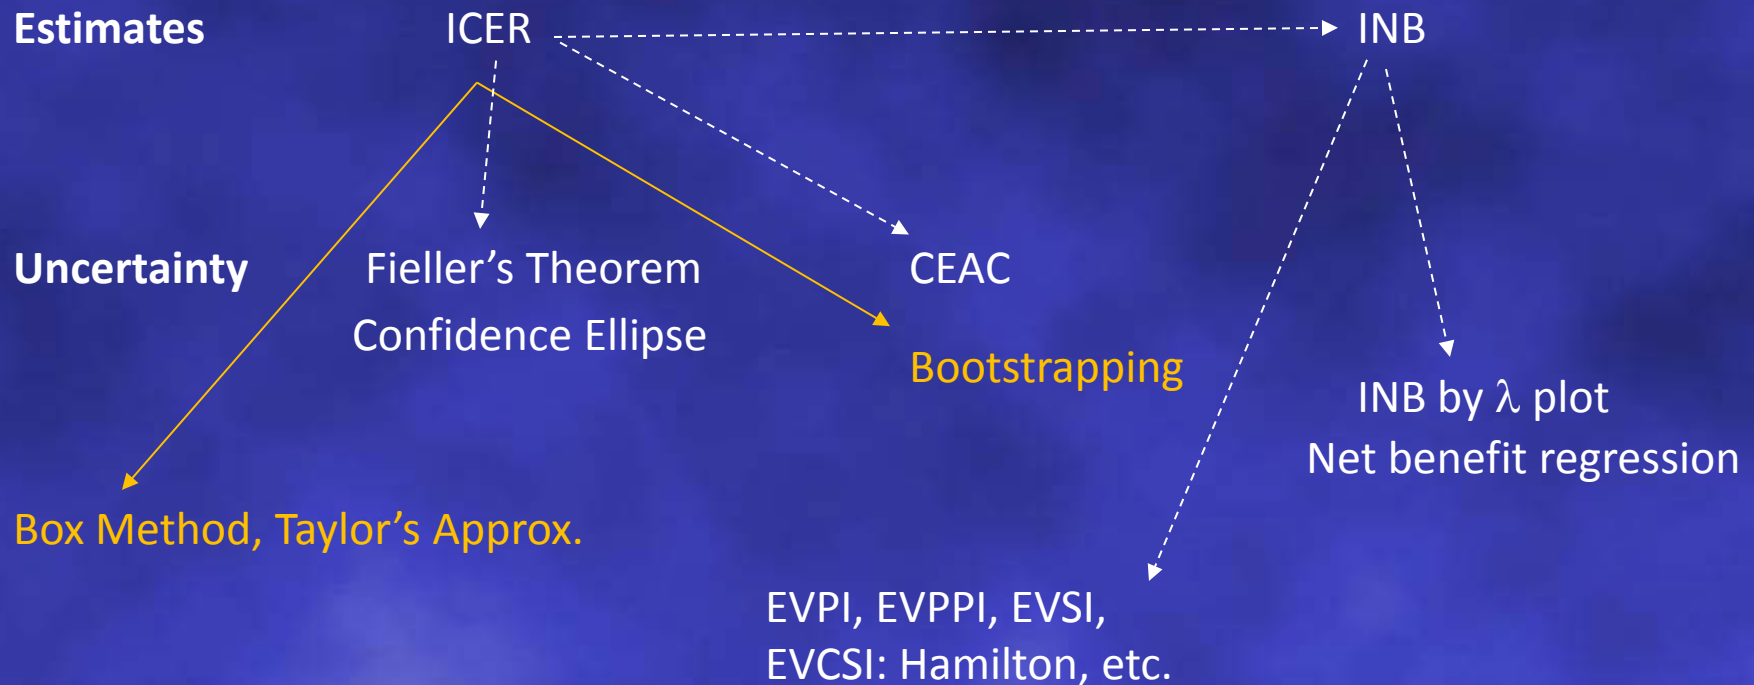 Estimates ICER INB
Uncertainty Fieller’s Theorem CEAC
Confidence Ellipse
Bootstrapping
INB by λ plot
Net benefit regression
Box Method, Taylor’s Approx.
EVPI, EVPPI, EVSI,
EVCSI: Hamilton, etc.